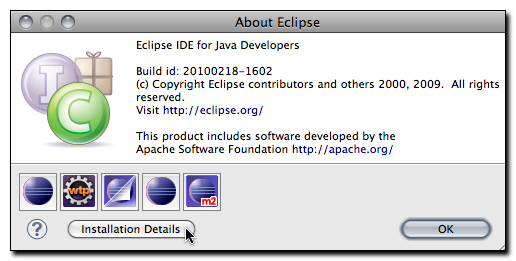 About Eclipse
Eclipse IDE for Java Developers
Build id: 20100218-1602
(c) Copyright Eclipse contributors and others 2000, 2009.  All rights
reserved.
Visit http://eclipse.org/
This product includes software developed by the
Apache Software Foundation http://apache.org/
I
C
wtp
m2
?
Installation Details
OK